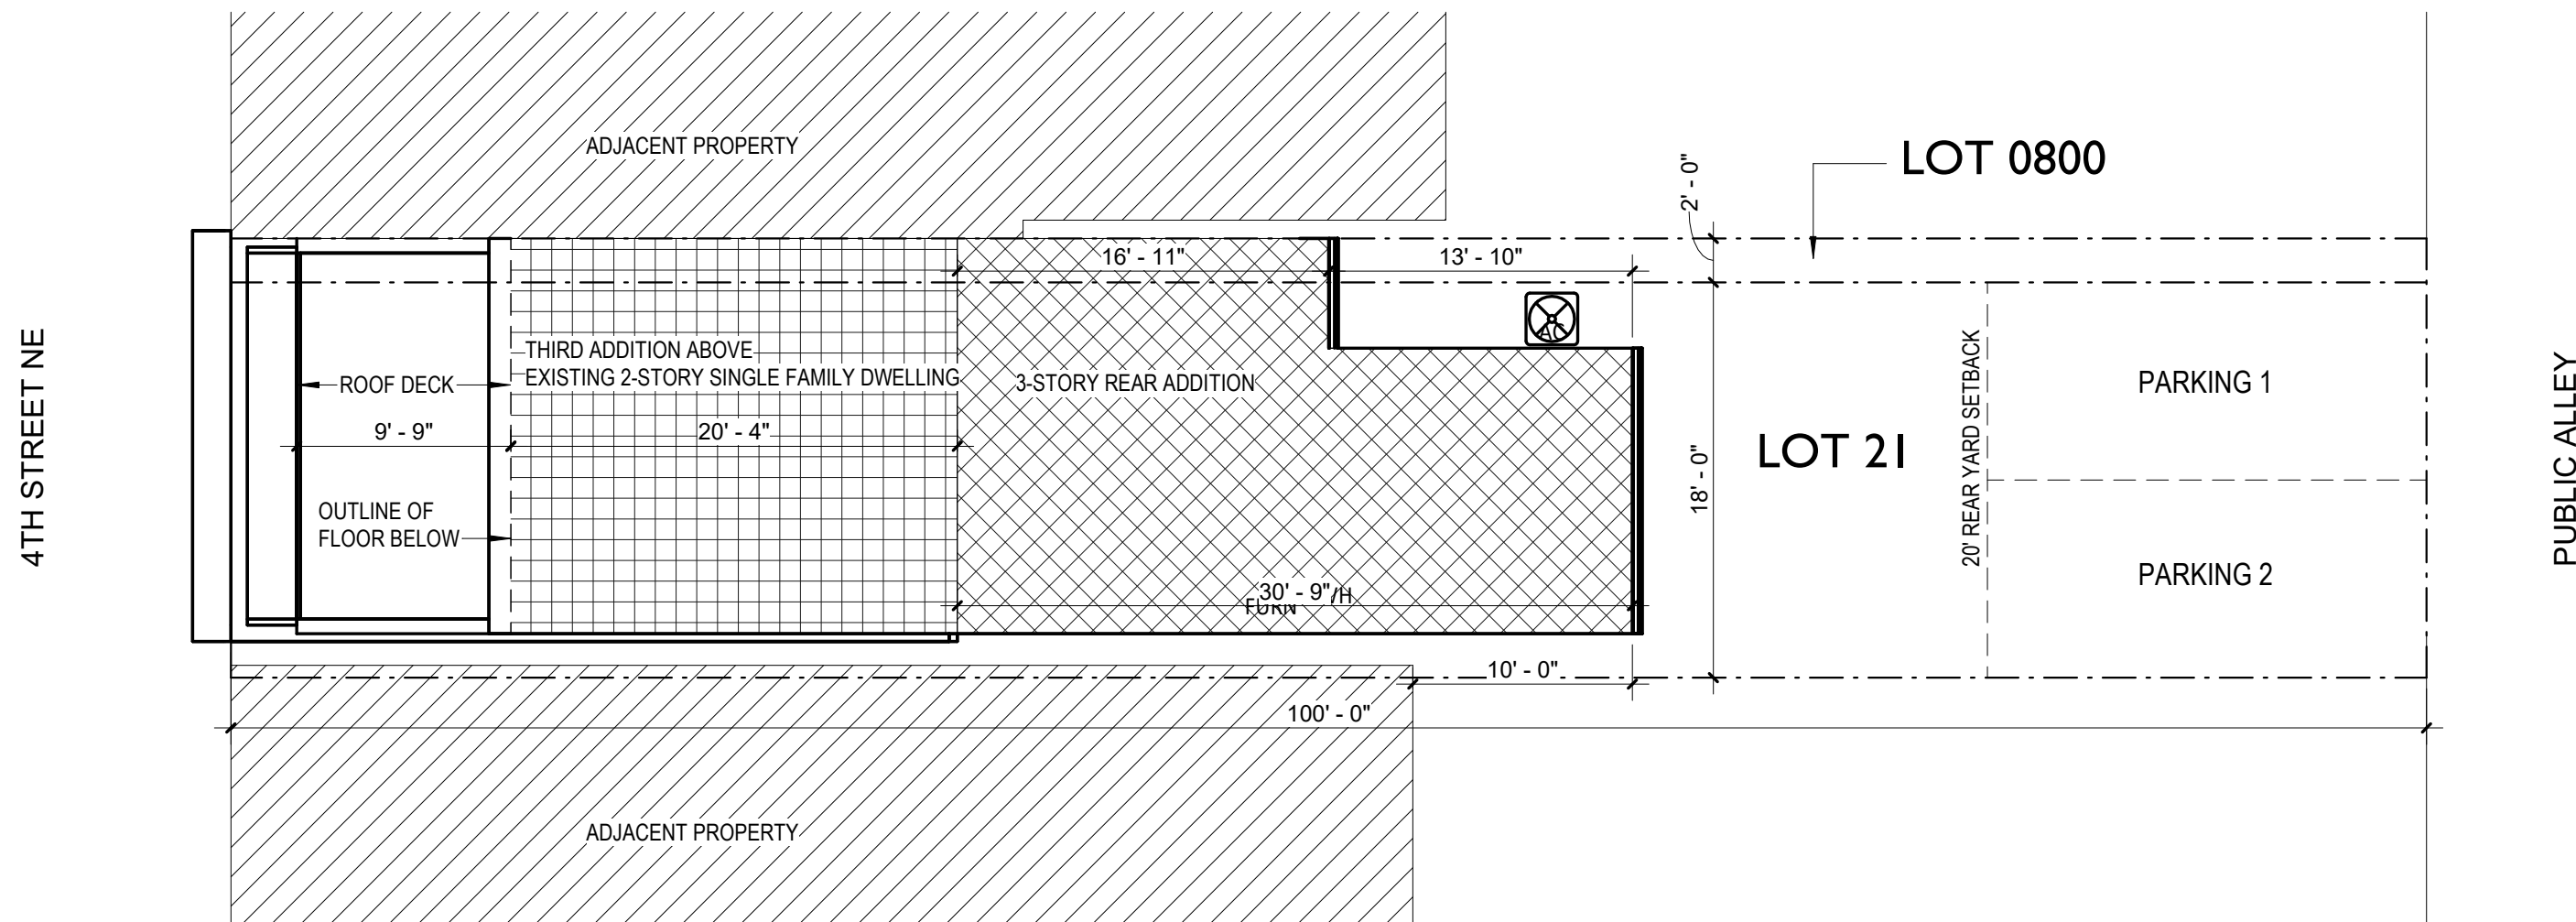 ADJACENT PROPERTY
LOT 0800
2' - 0"
16' - 11"
13' - 10"
AC
4TH STREET NE
ROOF DECK
THIRD ADDITION ABOVE
EXISTING 2-STORY SINGLE FAMILY DWELLING
3-STORY REAR ADDITION
20' REAR YARD SETBACK
PARKING 1
PUBLIC ALLEY
9' - 9"
20' - 4"
LOT 21
18' - 0"
OUTLINE OF
FLOOR BELOW
30' - 9"
PARKING 2
10' - 0"
100' - 0"
ADJACENT PROPERTY